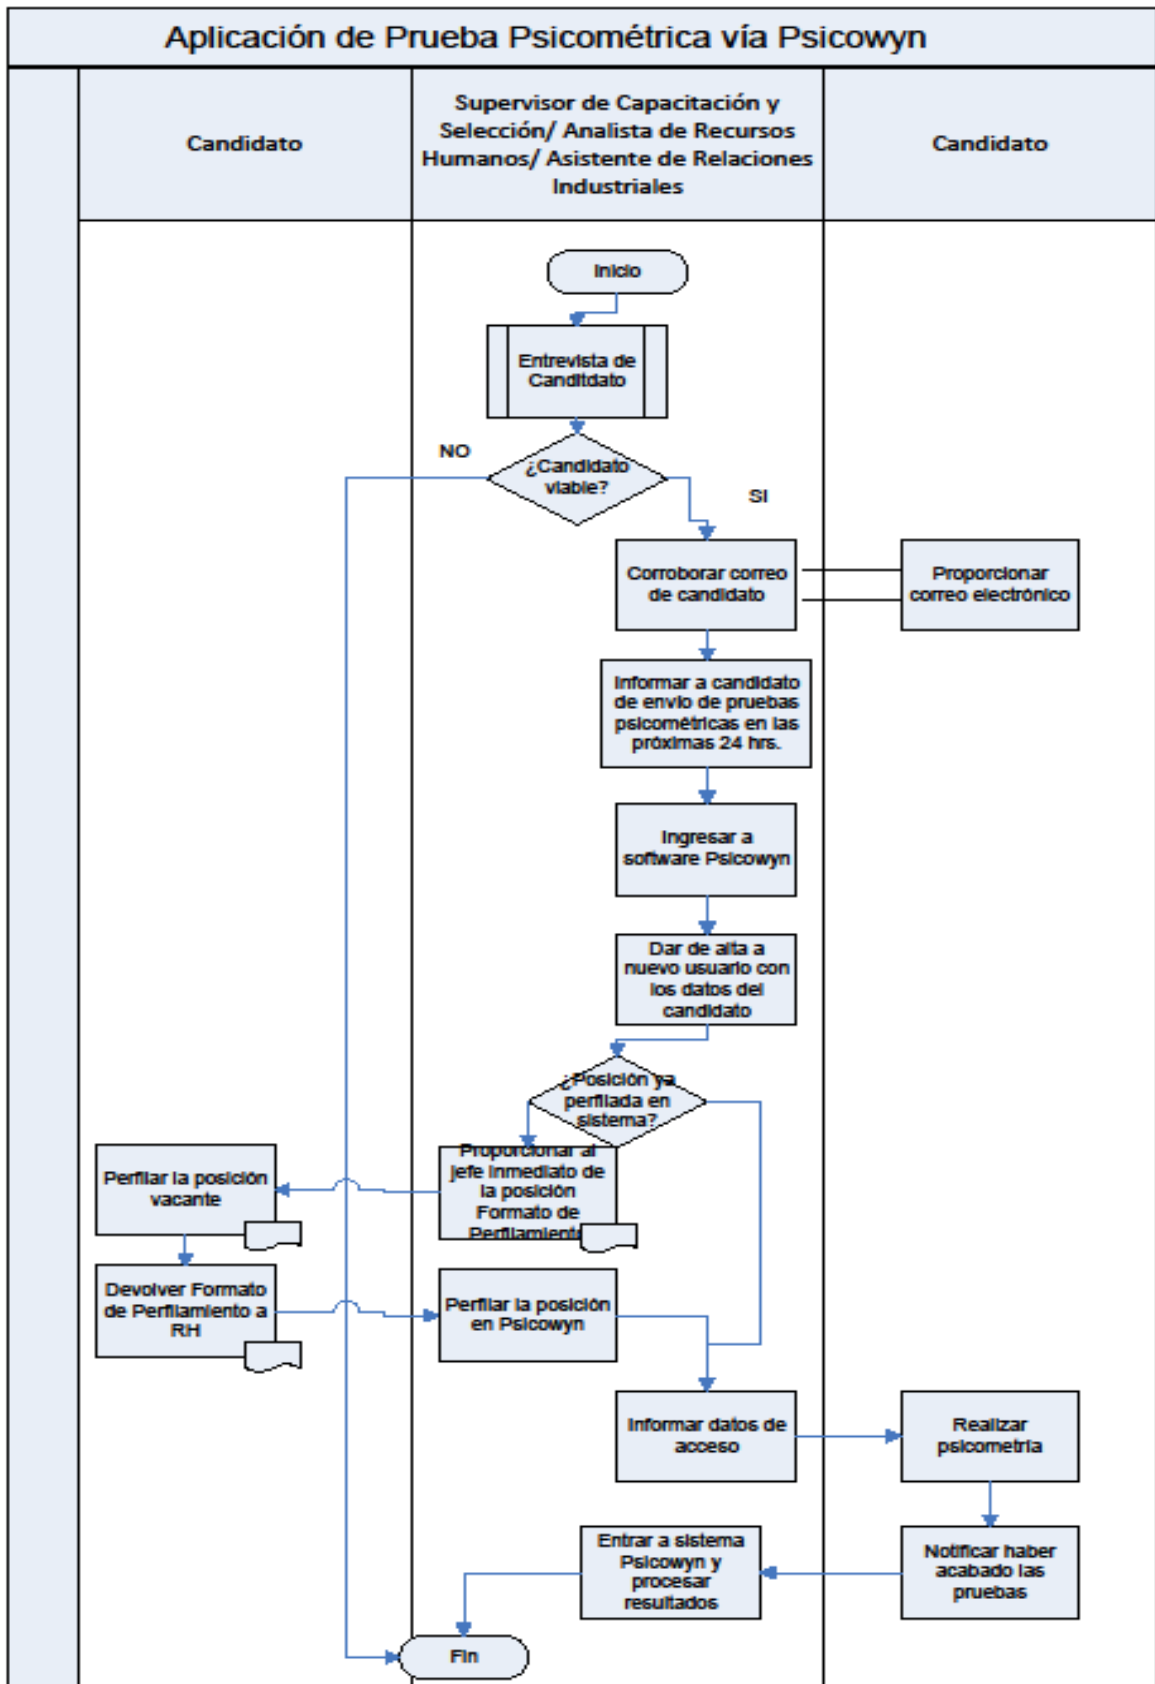 Aplicación de Prueba Psicométrica vía Psicowyn
Candidato
Supervisor de Capacitación y
Selección/ Analista de Recursos
Humanos/ Asistente de Relaciones
Industriales
Candidato
Inicio
Entrevista de
Canditdato
¿Candidato
viable?
NO
SI
Corroborar correo
de candidato
Proporcionar
correo electrónico
Informar a candidato
de envío de pruebas
psicométricas en las
próximas 24 hrs.
Ingresar a
software Psicowyn
Dar de alta a
nuevo usuario con
los datos del
candidato
¿Posición ya
perfilada en
sistema?
Proporcionar al
jefe inmediato de
la posición
Formato de
Perfilamiento
Perfilar la posición
vacante
Devolver Formato
de Perfilamiento a
RH
Perfilar la posición
en Psicowyn
Informar datos de
acceso
Realizar
psicometría
Notificar haber
acabado las
pruebas
Entrar a sistema
Psicowyn y
procesar
resultados
Fin